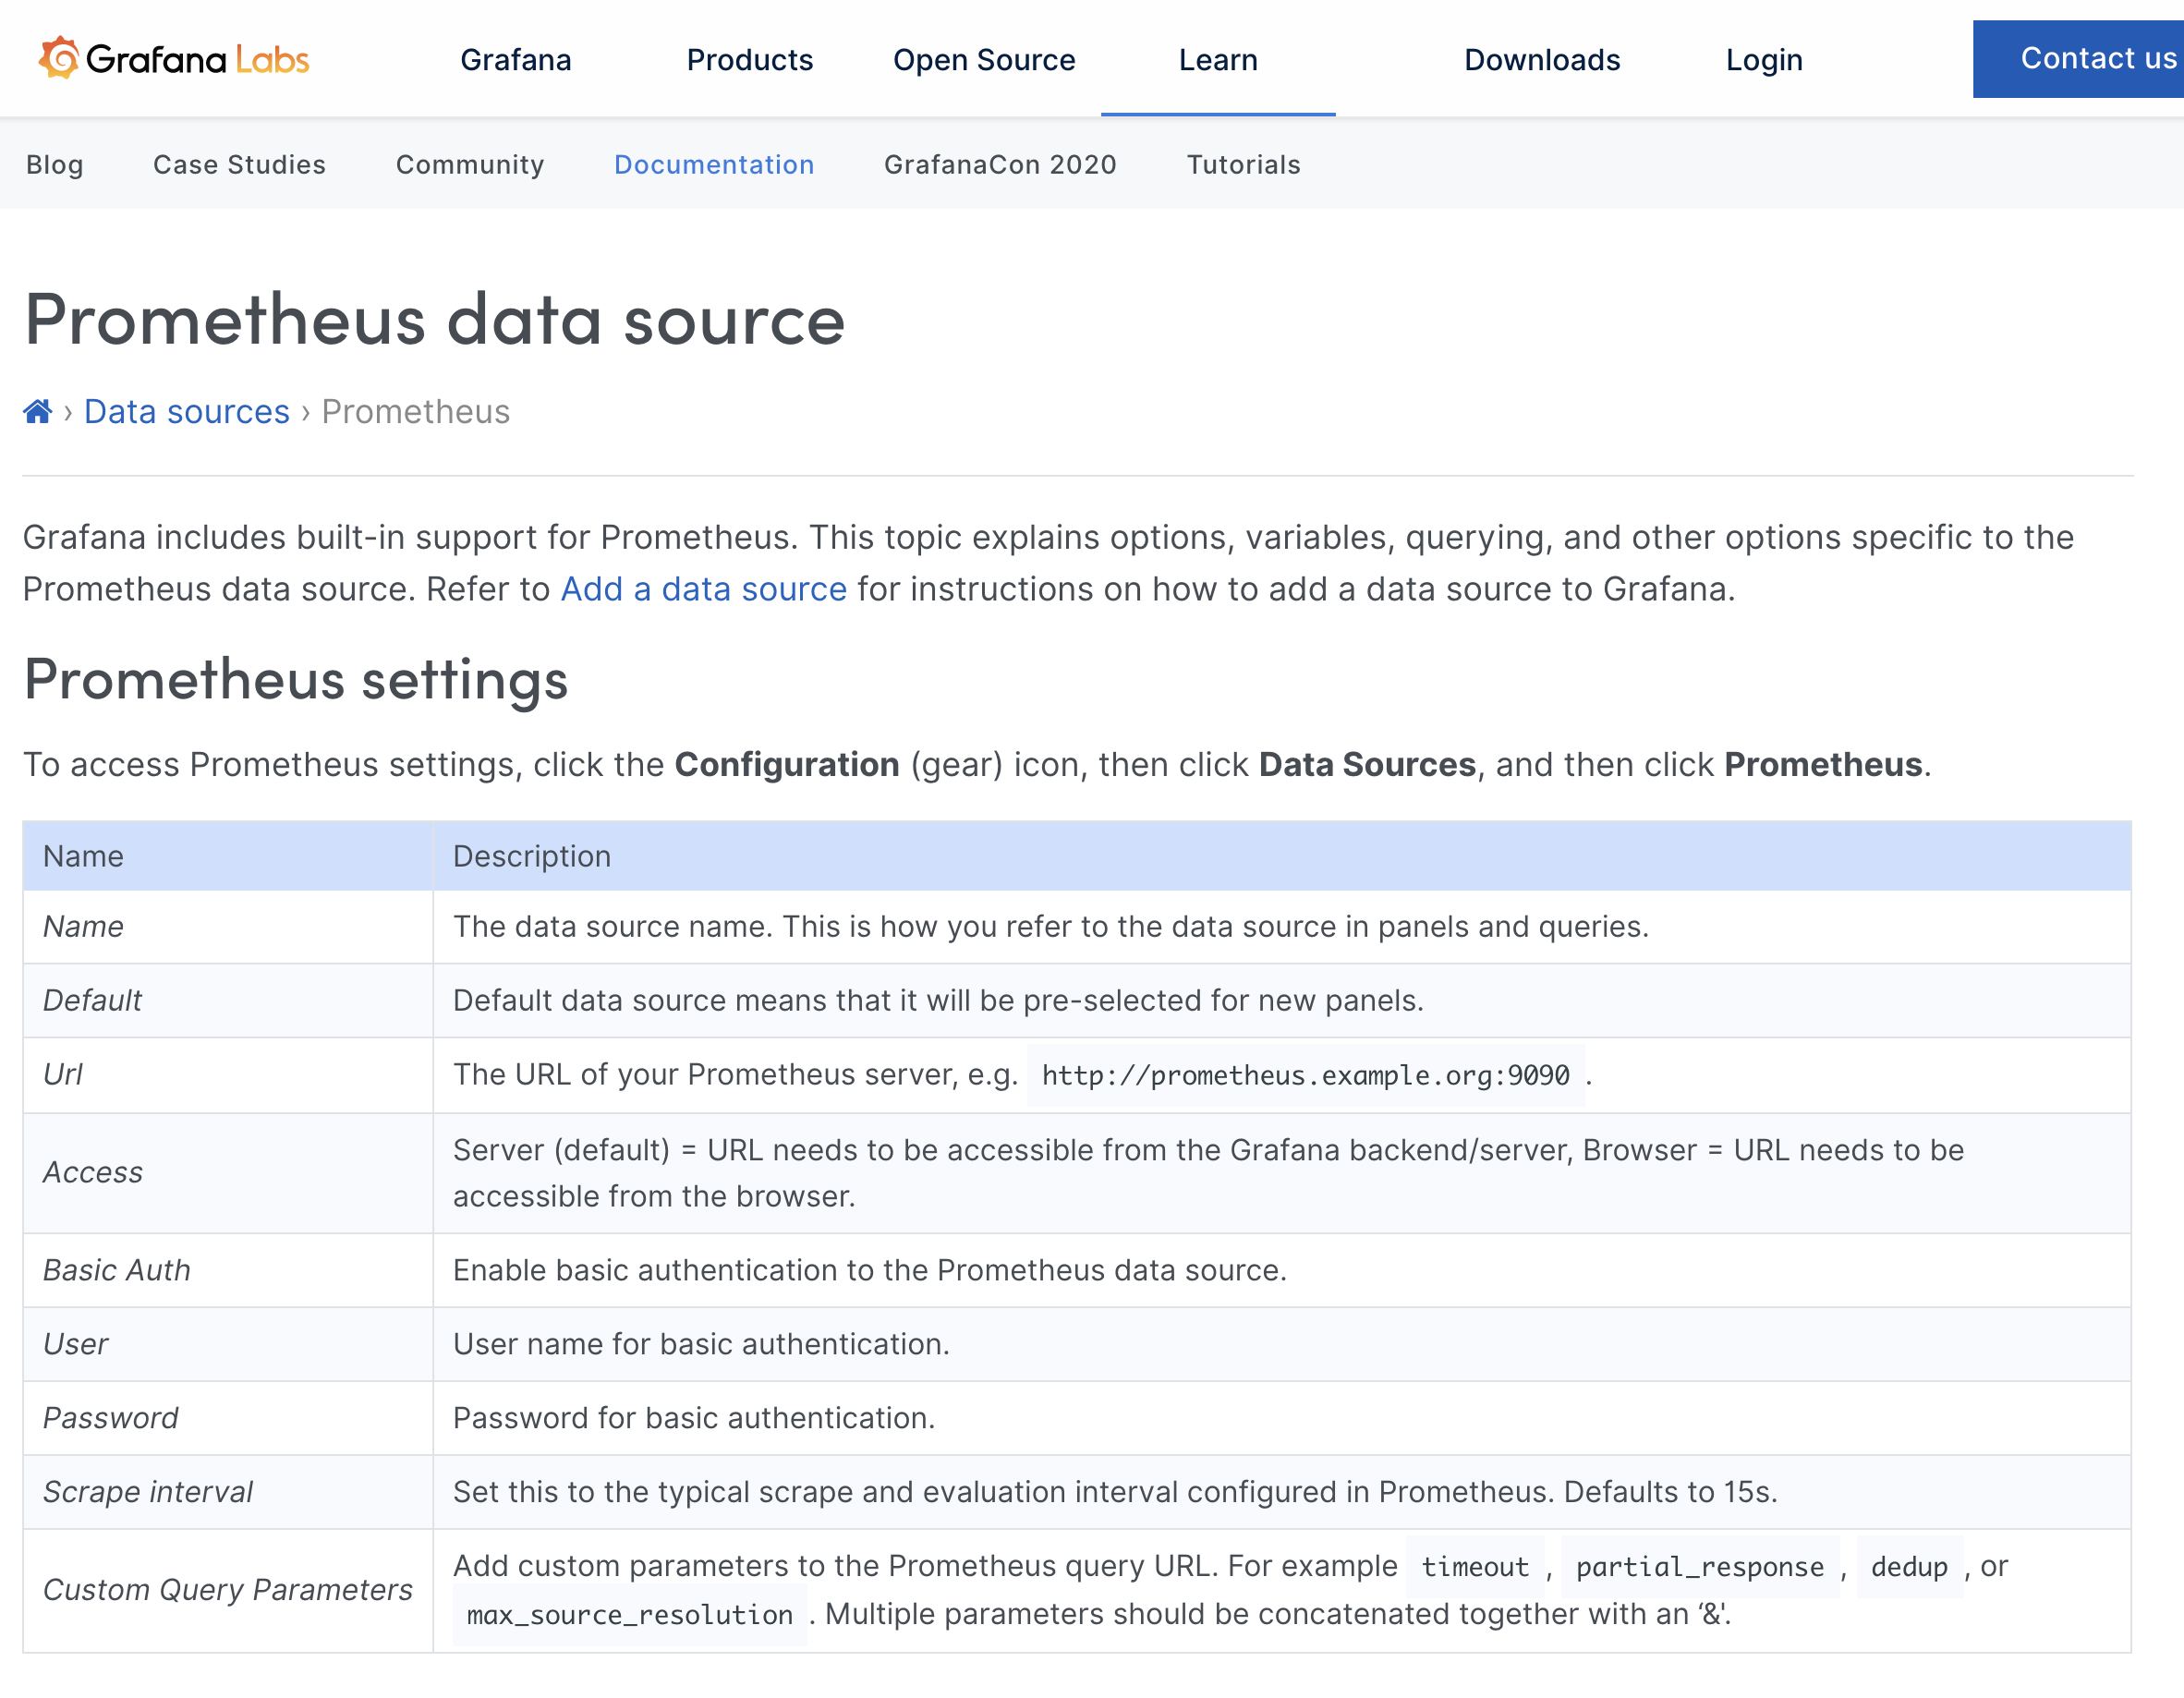 Grafana Labs
Grafana Products Open Source Learn Downloads Login Contact us
Blog Case Studies Community Documentation GrafanaCon 2020 Tutorials
Prometheus data source
› Data sources › Prometheus
Grafana includes built-in support for Prometheus. This topic explains options, variables, querying, and other options specific to the
Prometheus data source. Refer to Add a data source for instructions on how to add a data source to Grafana.
Prometheus settings
To access Prometheus settings, click the Configuration (gear) icon, then click Data Sources, and then click Prometheus.
Name Description
Name The data source name. This is how you refer to the data source in panels and queries.
Default Default data source means that it will be pre-selected for new panels.
Url The URL of your Prometheus server, e.g. http://prometheus.example.org:9090 .
Access Server (default) = URL needs to be accessible from the Grafana backend/server, Browser = URL needs to be
accessible from the browser.
Basic Auth Enable basic authentication to the Prometheus data source.
User User name for basic authentication.
Password Password for basic authentication.
Scrape interval Set this to the typical scrape and evaluation interval configured in Prometheus. Defaults to 15s.
Custom Query Parameters Add custom parameters to the Prometheus query URL. For example timeout , partial_response , dedup , or
max_source_resolution . Multiple parameters should be concatenated together with an ‘&'.